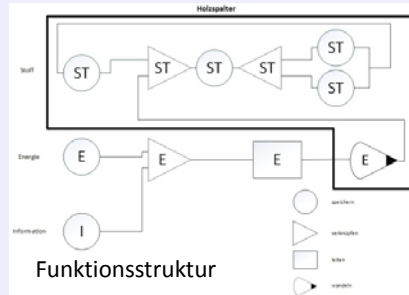 Holzspalter
ST
ST
ST
ST
ST
ST
Stoff
Energie
E
E
E
E
Information
I
speichern
verknüpfen
leiten
wandeln
Funktionsstruktur